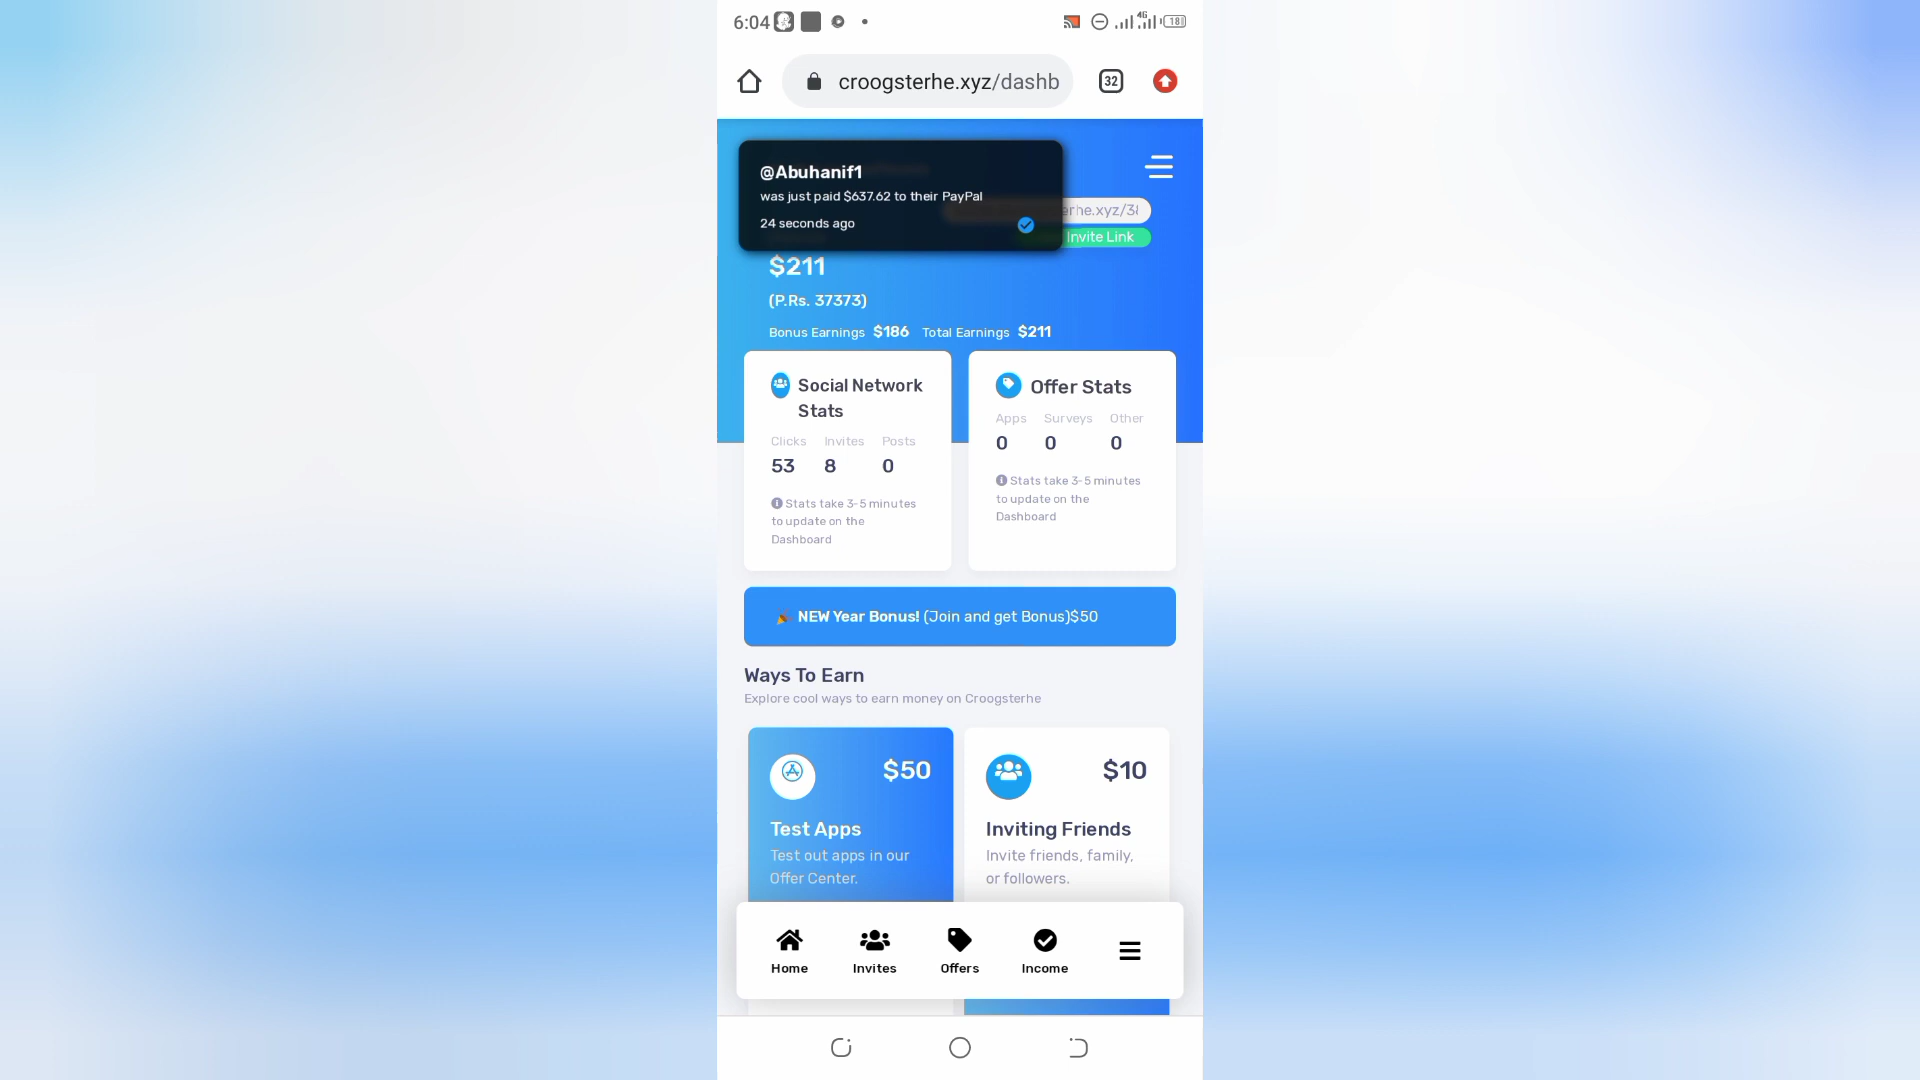 6:04
4G
18
croogsterhe.xyz/dashb
32
@Abuhanif1
was just paid $637.62 to their PayPal
24 seconds ago
erhe.xyz/38
Invite Link
$211
(P.Rs. 37373)
Bonus Earnings $186 Total Earnings $211
Social Network
Stats
Clicks Invites Posts
53 8 0
Stats take 3-5 minutes
to update on the
Dashboard
Offer Stats
Apps Surveys Other
0 0 0
Stats take 3-5 minutes
to update on the
Dashboard
NEW Year Bonus! (Join and get Bonus)$50
Ways To Earn
Explore cool ways to earn money on Croogsterhe
$50
Test Apps
Test out apps in our
Offer Center.
$10
Inviting Friends
Invite friends, family,
or followers.
Home Invites Offers Income